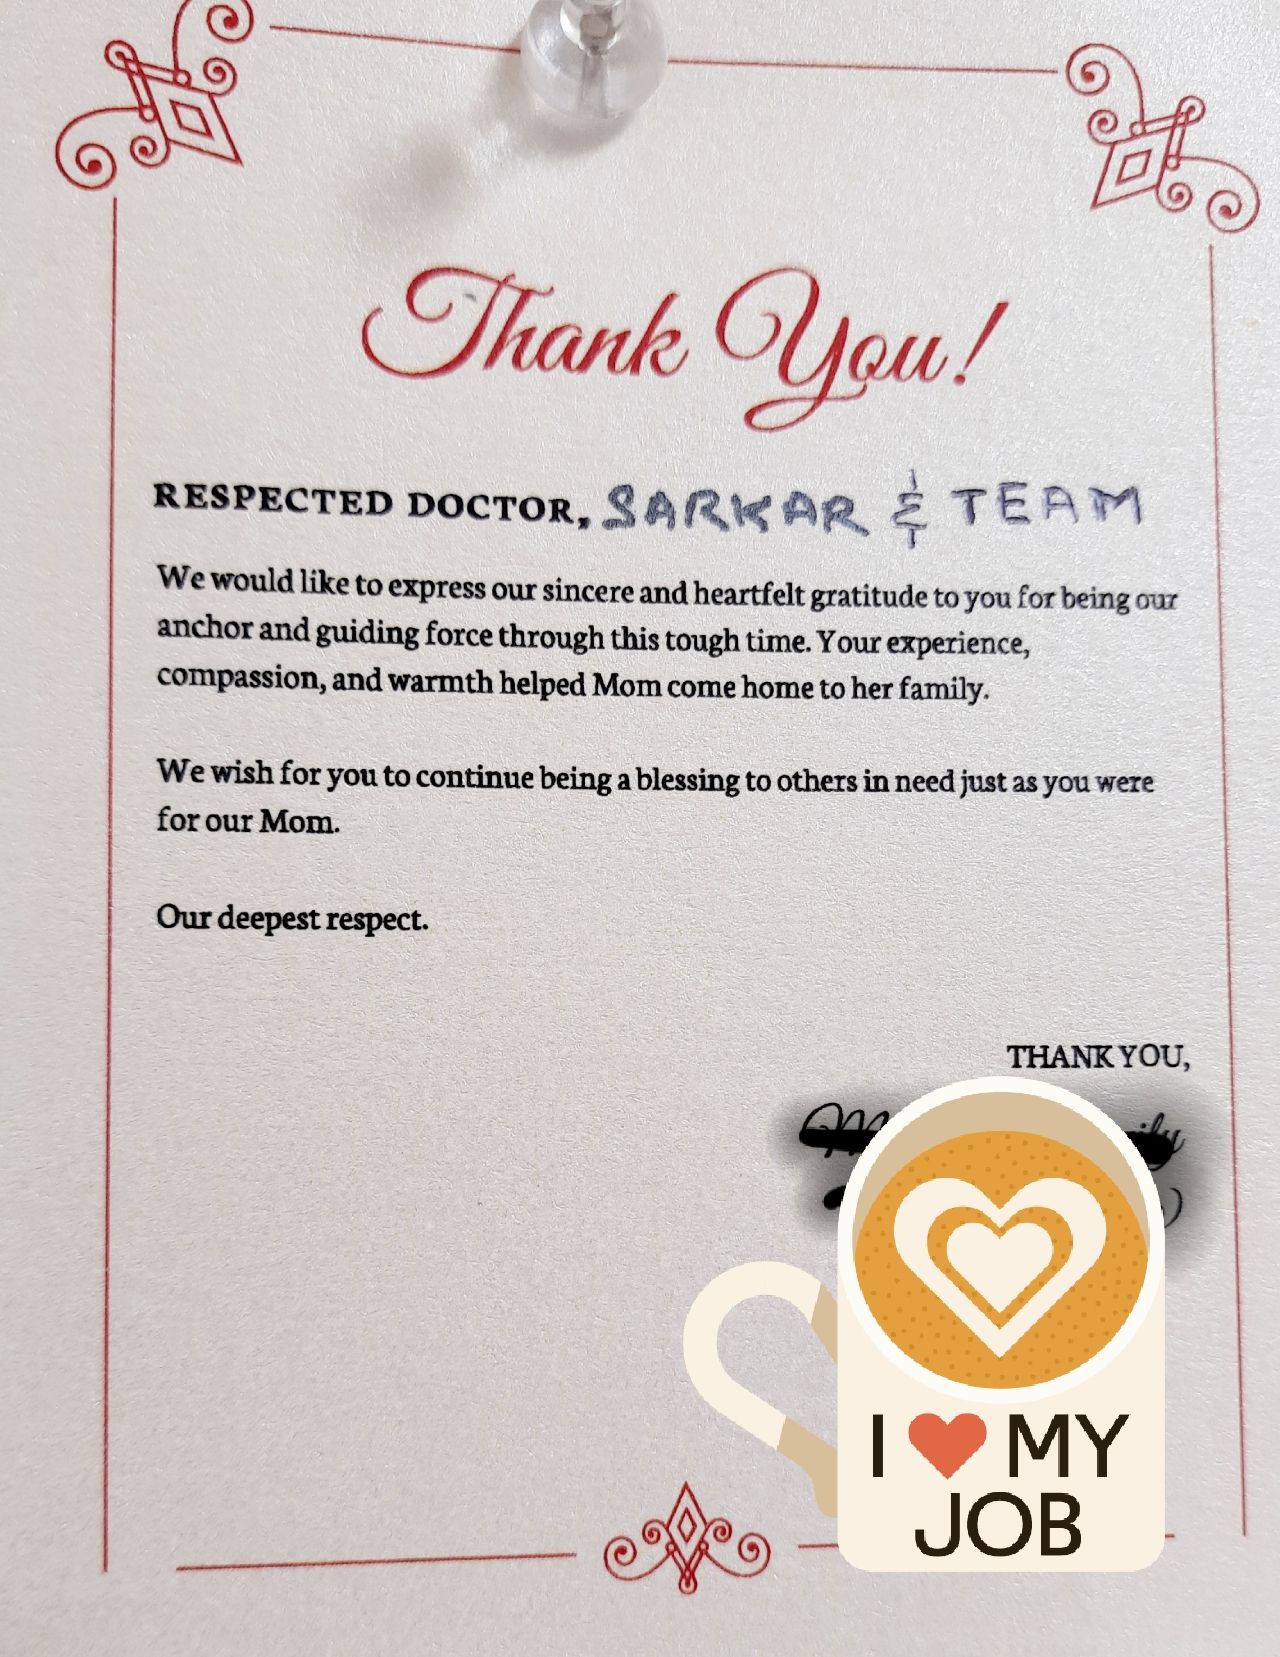 Thank You!
RESPECTED DOCTOR, SARKAR & TEAM
We would like to express our sincere and heartfelt gratitude to you for being our
anchor and guiding force through this tough time. Your experience,
compassion, and warmth helped Mom come home to her family.
We wish for you to continue being a blessing to others in need just as you were
for our Mom.
Our deepest respect.
THANK YOU,
I ❤ MY
JOB